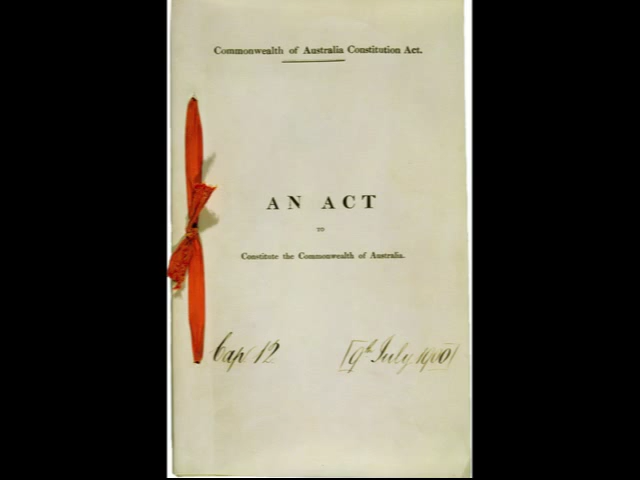 Commonwealth of Australia Constitution Act.
AN ACT
TO
Constitute the Commonwealth of Australia.
Cap 12 [9th July 1900]